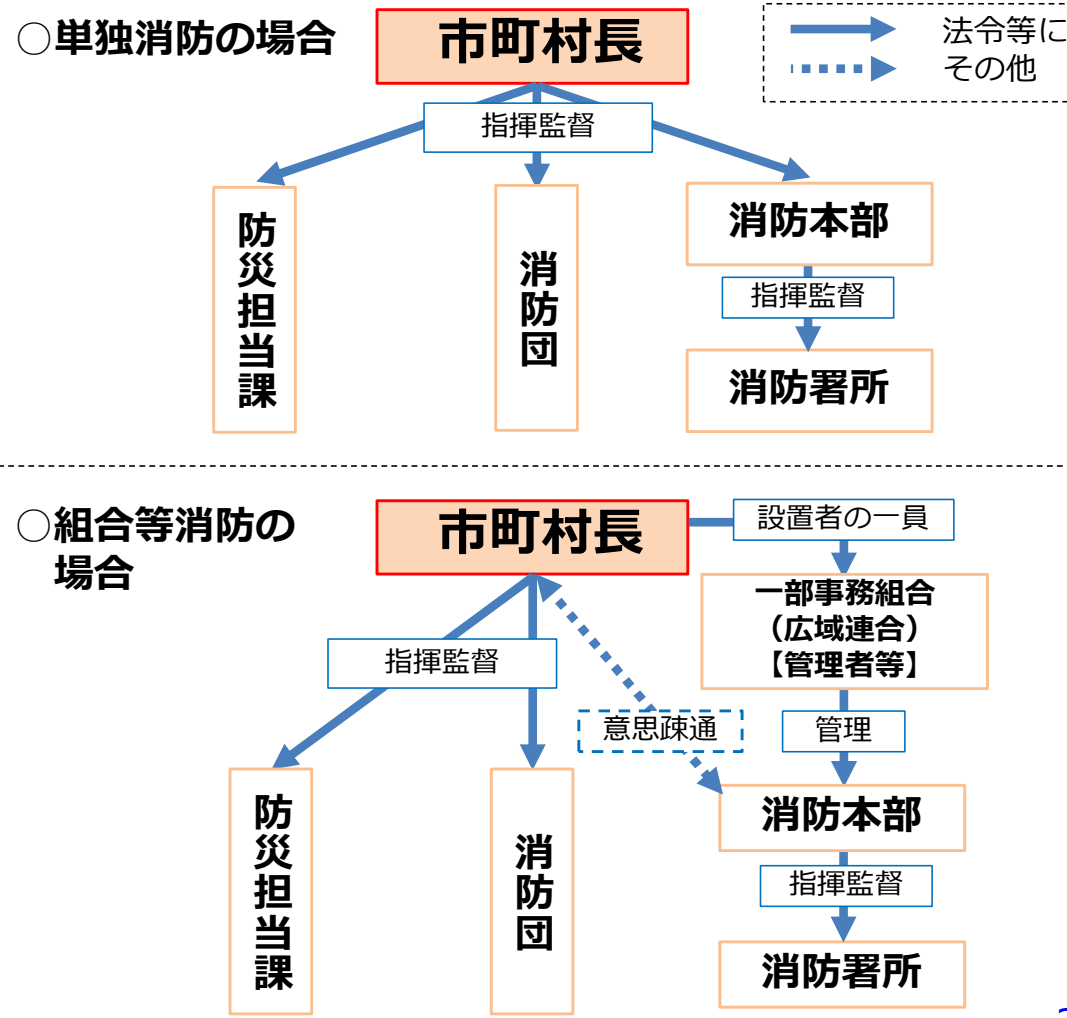 ○単独消防の場合
市町村長
法令等に
その他
指揮監督
防災担当課
消防団
消防本部
指揮監督
消防署所
○組合等消防の
場合
市町村長
設置者の一員
一部事務組合
（広域連合）
【管理者等】
指揮監督
意思疎通
管理
防災担当課
消防団
消防本部
指揮監督
消防署所